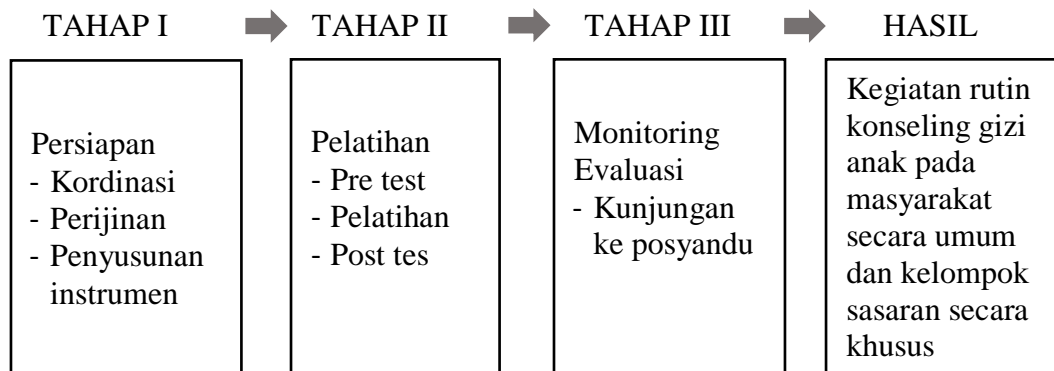 TAHAP I
TAHAP II
TAHAP III
HASIL
Persiapan
- Kordinasi
- Perijinan
- Penyusunan
instrumen
Pelatihan
- Pre test
- Pelatihan
- Post tes
Monitoring
Evaluasi
- Kunjungan
ke posyandu
Kegiatan rutin
konseling gizi
anak pada
masyarakat
secara umum
dan kelompok
sasaran secara
khusus